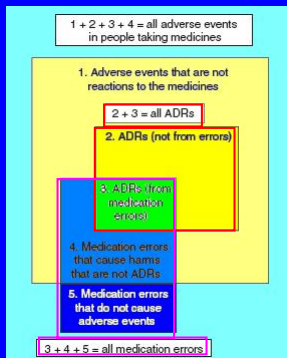 1 + 2 + 3 + 4 = all adverse events
in people taking medicines
1. Adverse events that are not
reactions to the medicines
2 + 3 = all ADRs
2. ADRs (not from errors)
3. ADRs (from
medication
errors)
4. Medication errors
that cause harms
that are not ADRs
5. Medication errors
that do not cause
adverse events
3 + 4 + 5 = all medication errors